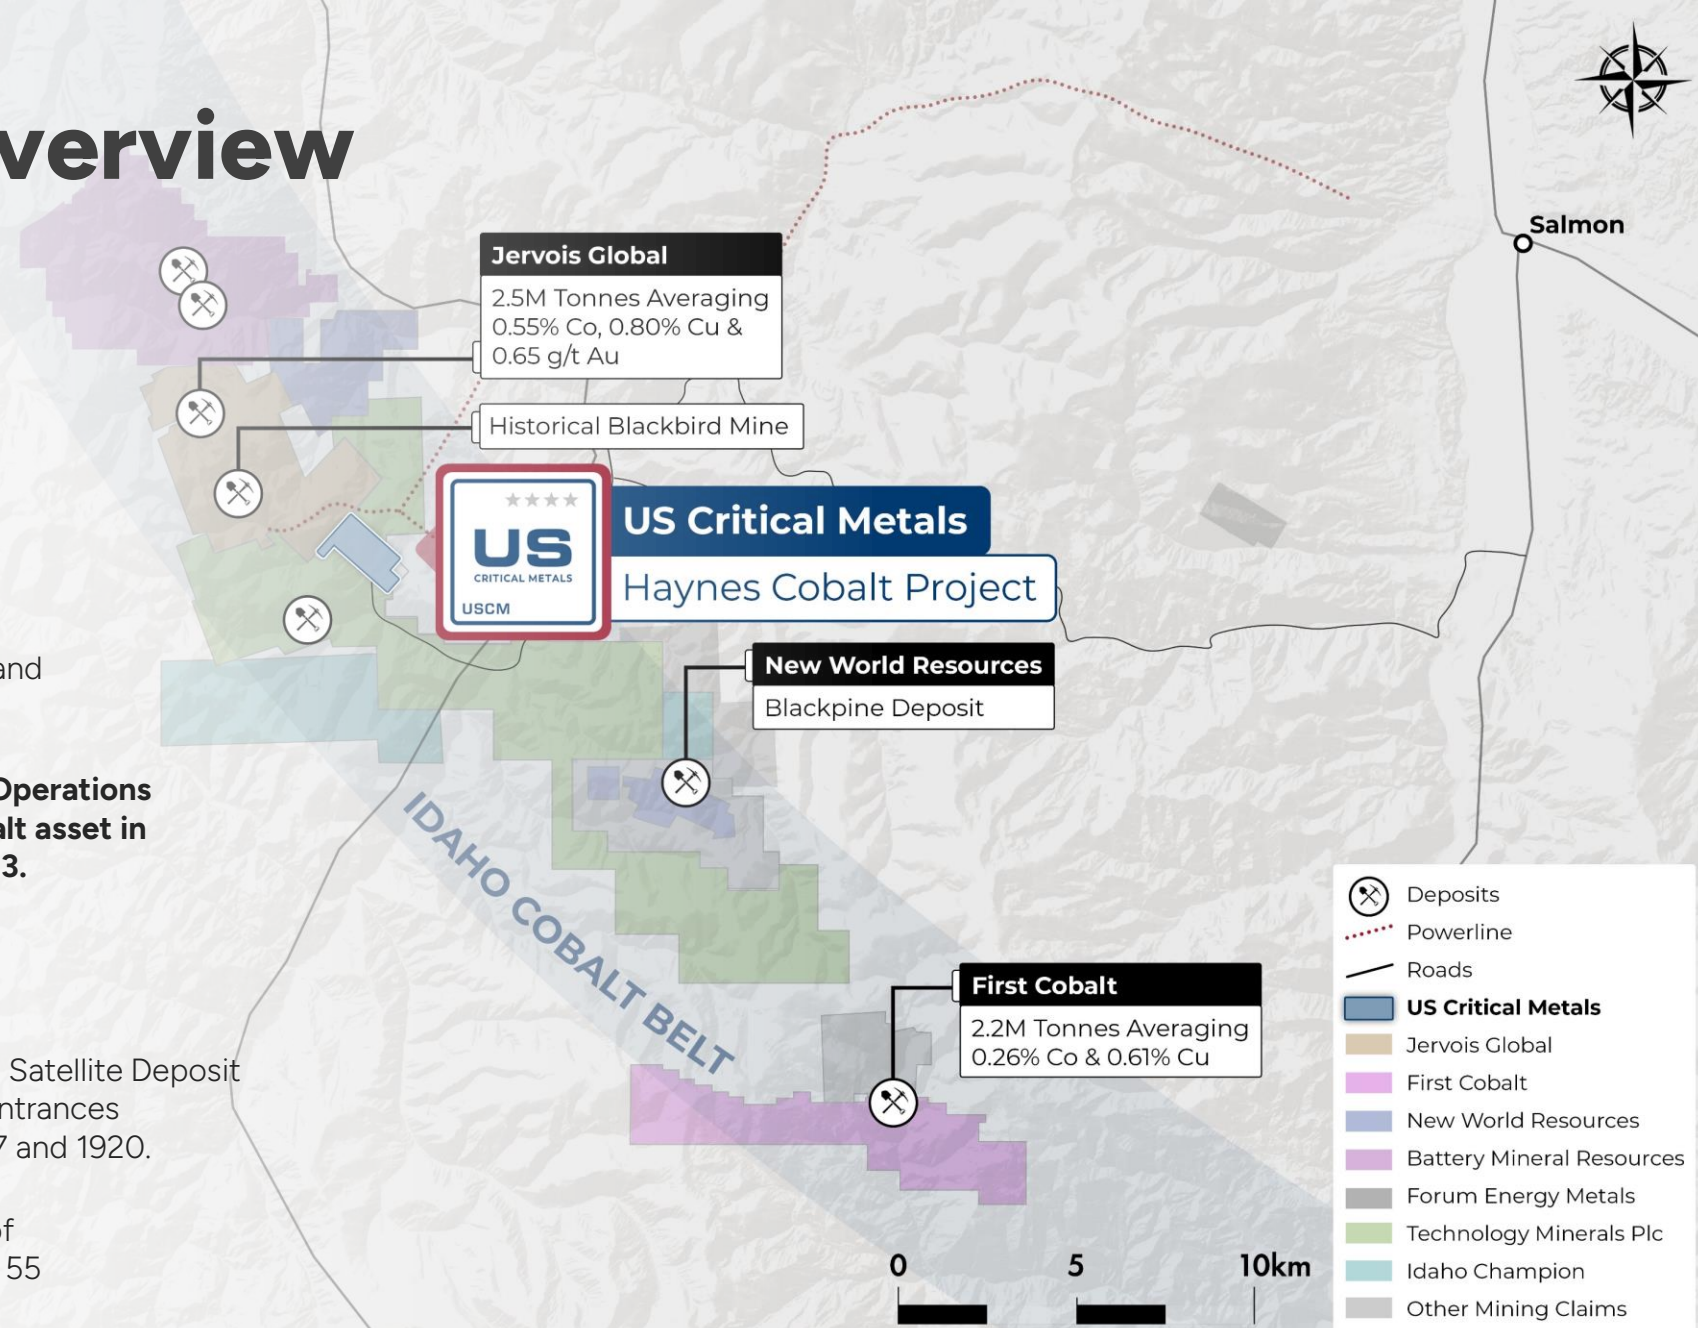 verview
and
Operations
alt asset in
3.
Satellite Deposit
ntrances
7 and 1920.
of
55
Salmon
Jervois Global
2.5M Tonnes Averaging
0.55% Co, 0.80% Cu &
0.65 g/t Au
Historical Blackbird Mine
US
CRITICAL METALS
USCM
US Critical Metals
Haynes Cobalt Project
New World Resources
Blackpine Deposit
IDAHO COBALT BELT
First Cobalt
2.2M Tonnes Averaging
0.26% Co & 0.61% Cu
0 5 10km
Deposits
Powerline
Roads
US Critical Metals
Jervois Global
First Cobalt
New World Resources
Battery Mineral Resources
Forum Energy Metals
Technology Minerals Plc
Idaho Champion
Other Mining Claims